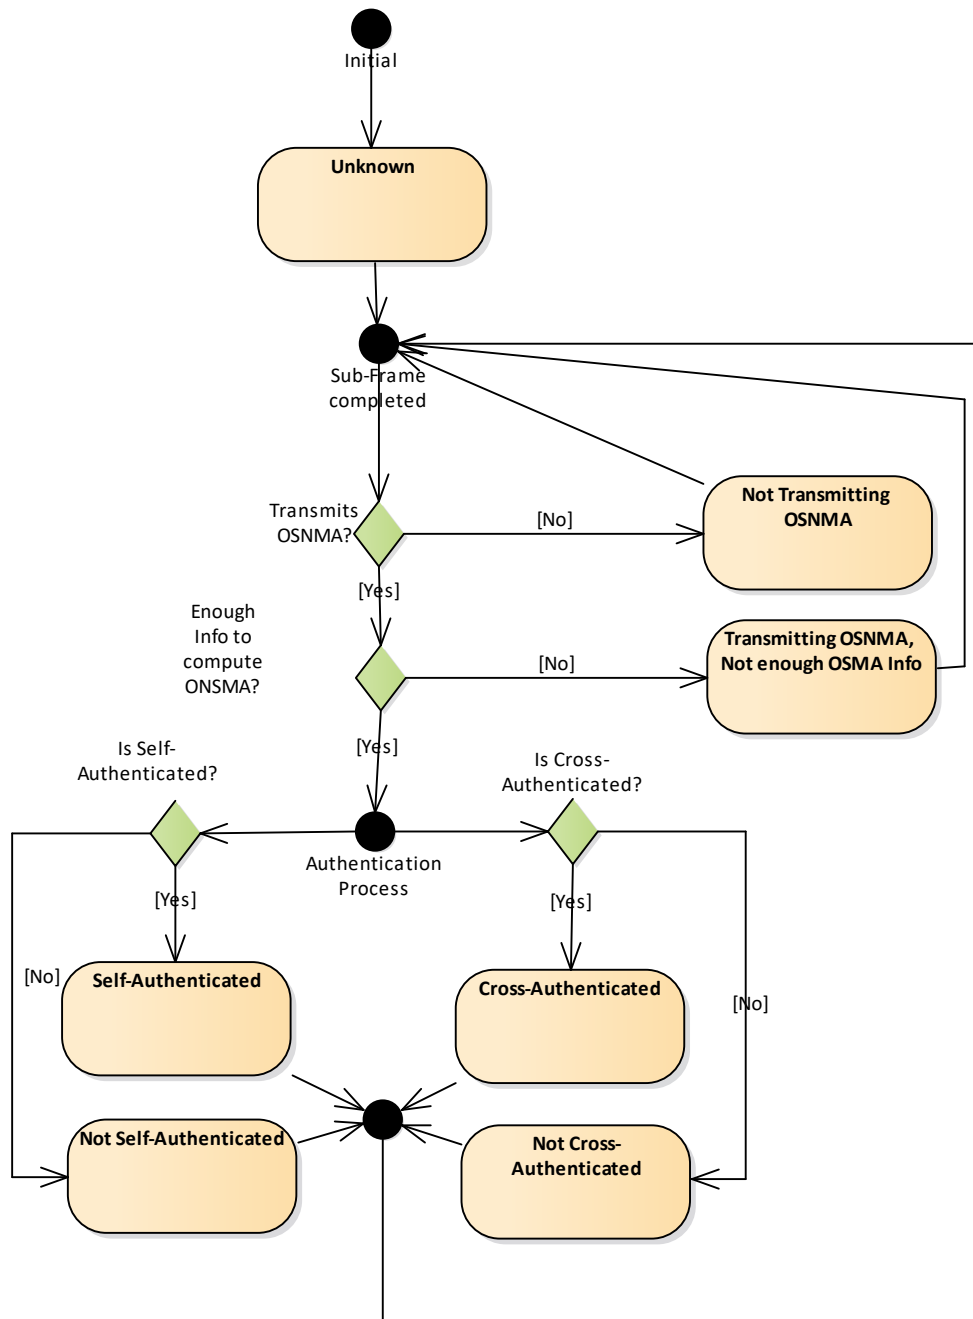 Initial
Unknown
Sub-Frame
completed
Transmits
OSNMA?
[No]
Not Transmitting
OSNMA
[Yes]
Enough
Info to
compute
ONSMA?
[No]
Transmitting OSNMA,
Not enough OSMA Info
[Yes]
Is Self-
Authenticated?
Is Cross-
Authenticated?
Authentication
Process
[Yes]
[Yes]
[No]
Self-Authenticated
Cross-Authenticated
[No]
Not Self-Authenticated
Not Cross-
Authenticated